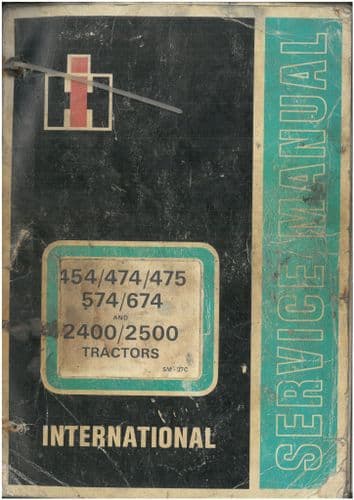 454/474/475
574/674
AND
2400/2500
TRACTORS
SM-27C
INTERNATIONAL
SERVICE MANUAL